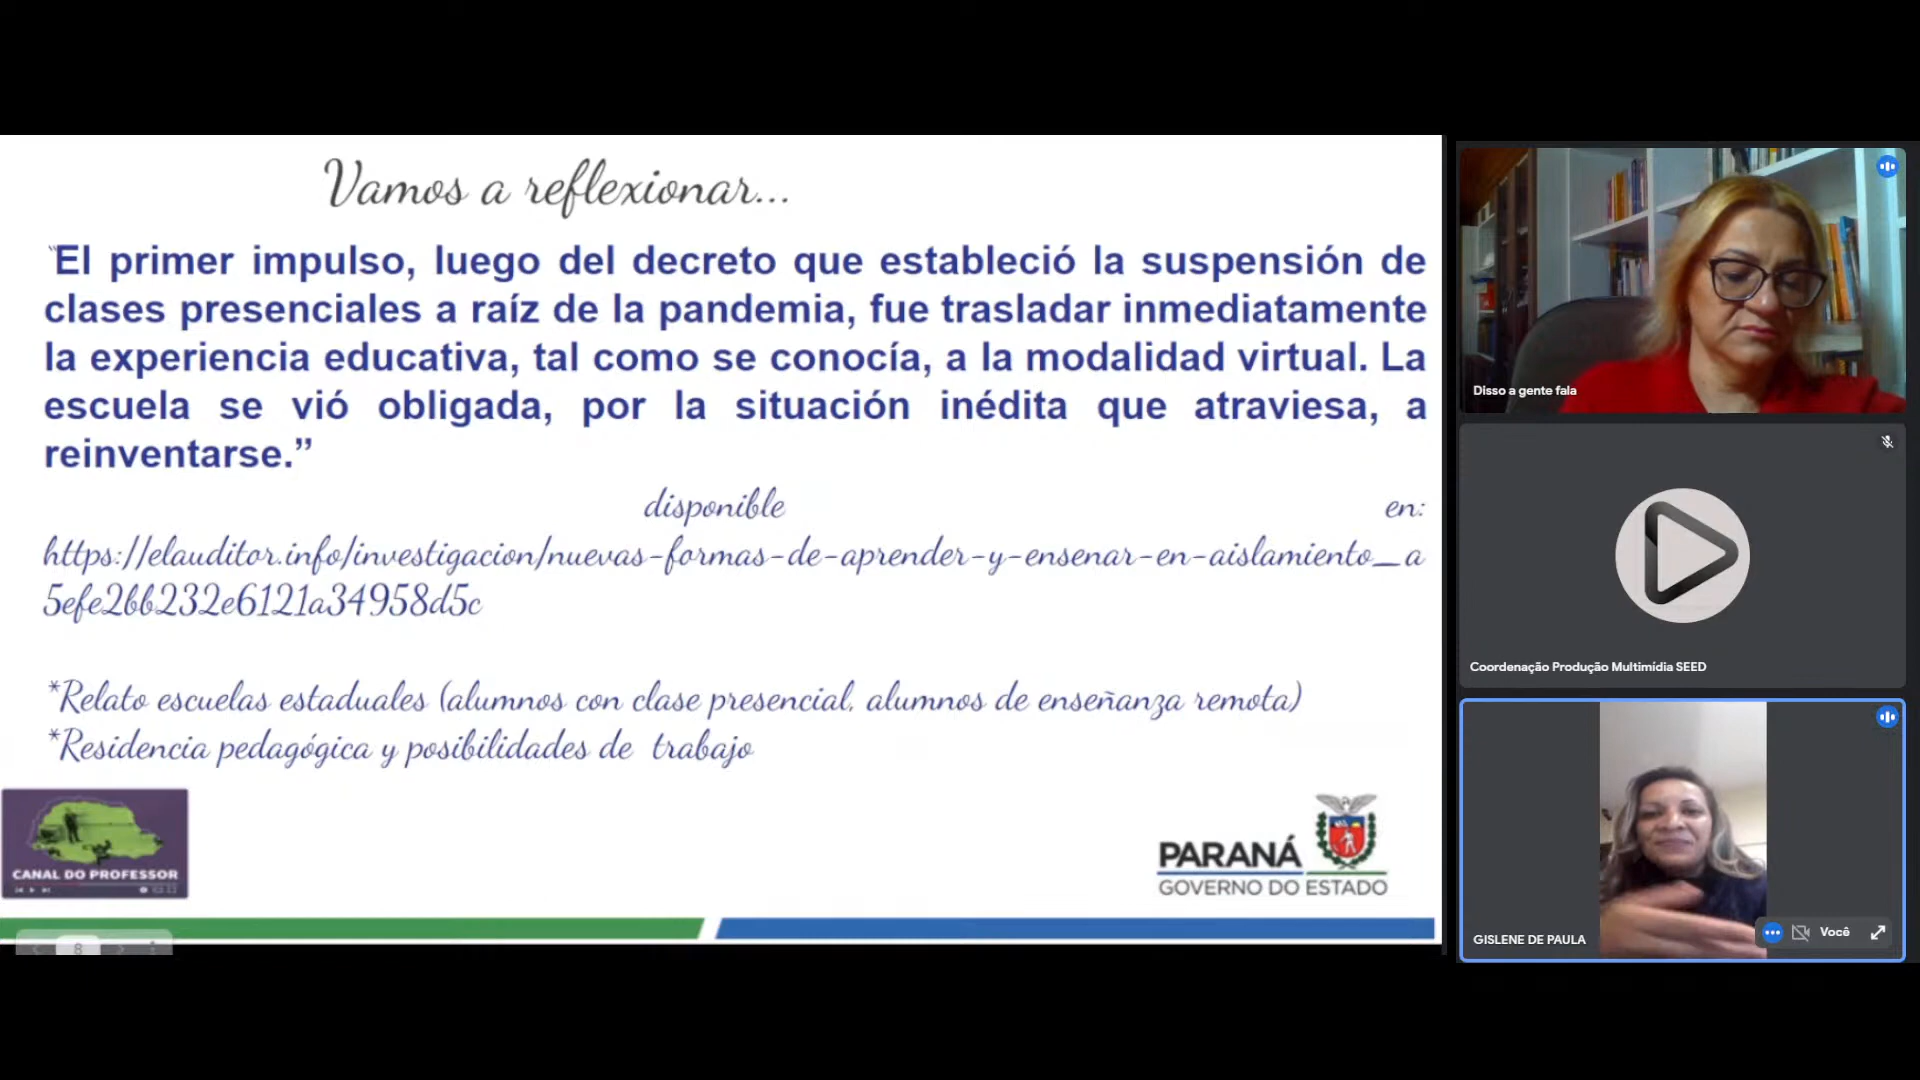 Vamos a reflexionar...
“El primer impulso, luego del decreto que estableció la suspensión de
clases presenciales a raíz de la pandemia, fue trasladar inmediatamente
la experiencia educativa, tal como se conocía, a la modalidad virtual. La
escuela se vió obligada, por la situación inédita que atraviesa, a
reinventarse.”
disponible en:
https://elauditor.info/investigacion/nuevas-formas-de-aprender-y-ensenar-en-aislamiento_a
5efe2bb232e6121a34958d5c
*Relato escuelas estaduales (alumnos con clase presencial, alumnos de enseñanza remota)
*Residencia pedagógica y posibilidades de trabajo
CANAL DO PROFESSOR
PARANÁ
GOVERNO DO ESTADO
8
Disso a gente fala
Coordenação Produção Multimídia SEED
GISLENE DE PAULA
Você